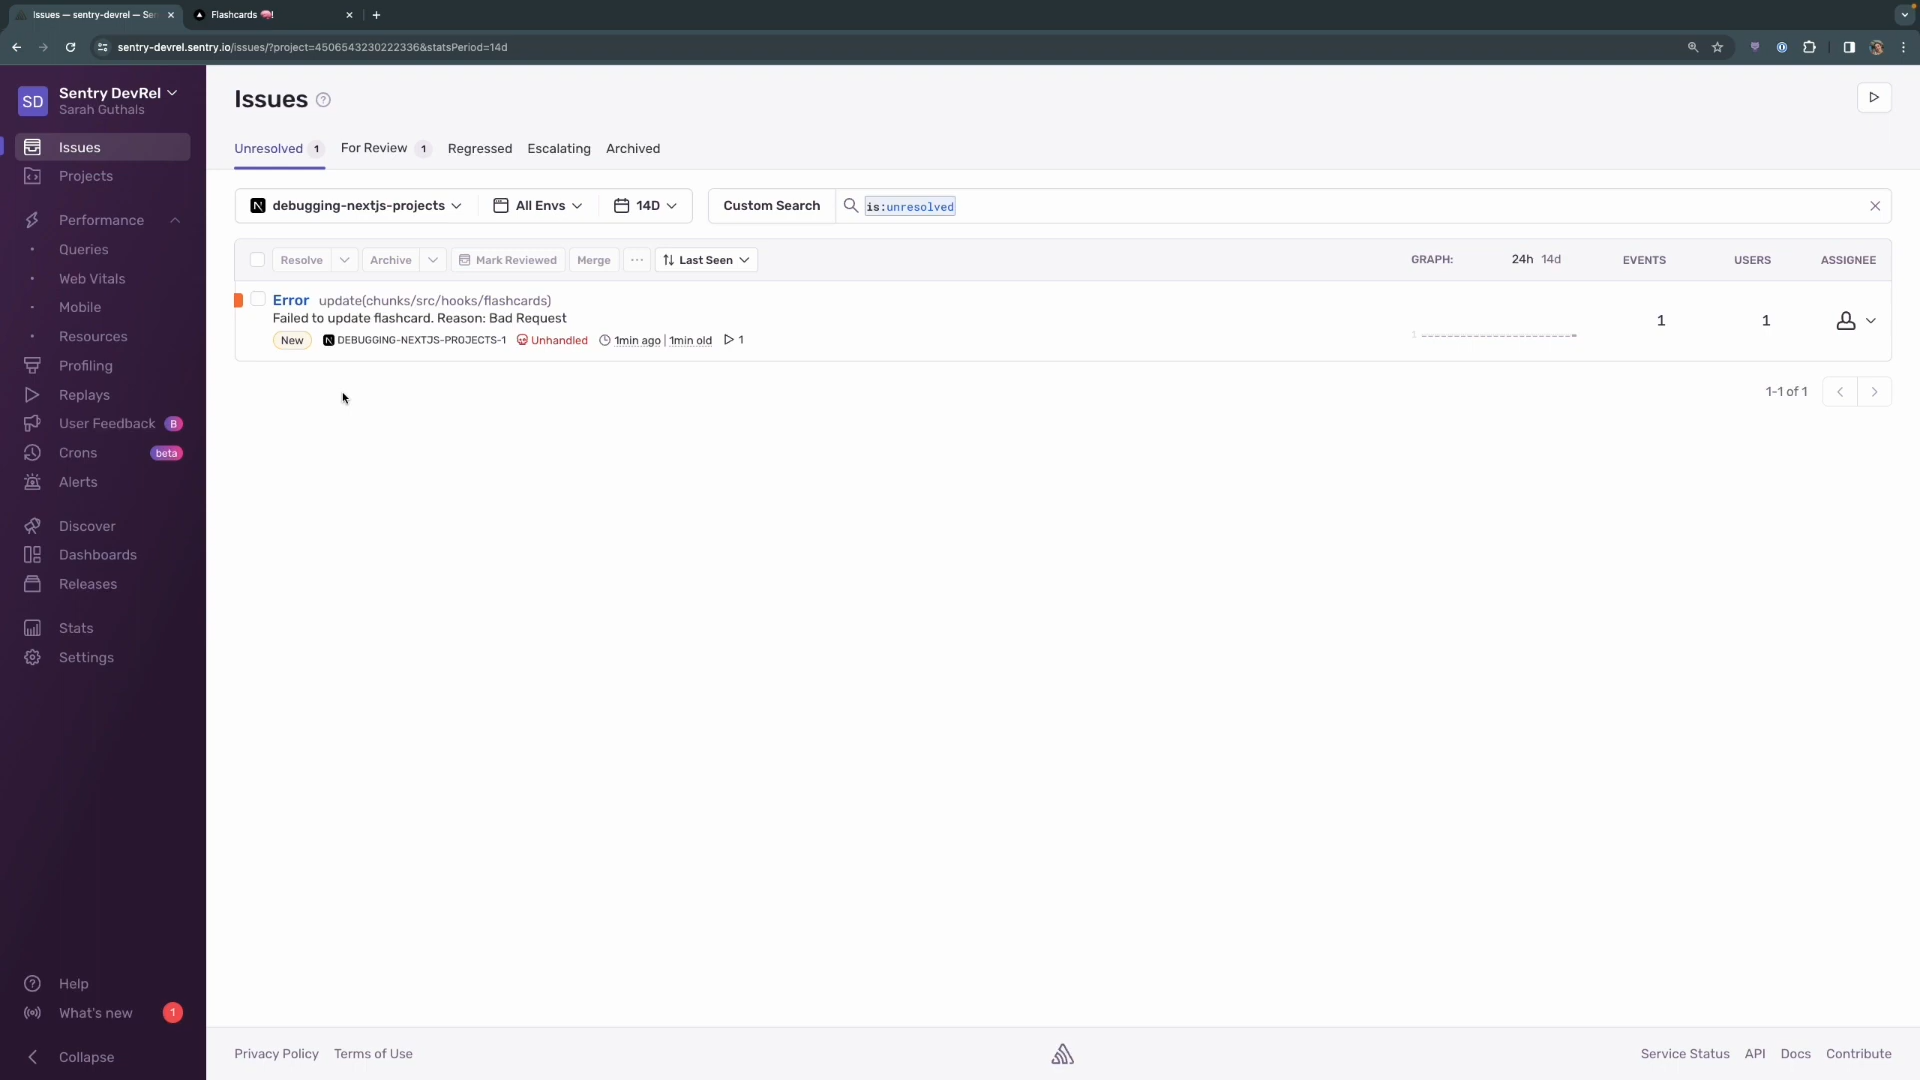 Issues — sentry-devrel — Sen
Flashcards 🧠!
sentry-devrel.sentry.io/issues/?project=4506543230222336&statsPeriod=14d
SD
Sentry DevRel
Sarah Guthals
Issues
Projects
Performance
Queries
Web Vitals
Mobile
Resources
Profiling
Replays
User Feedback B
Crons beta
Alerts
Discover
Dashboards
Releases
Stats
Settings
Help
What's new 1
Collapse
Issues
Unresolved 1 For Review 1 Regressed Escalating Archived
debugging-nextjs-projects All Envs 14D Custom Search is:unresolved
Resolve Archive Mark Reviewed Merge ··· Last Seen GRAPH: 24h 14d EVENTS USERS ASSIGNEE
Error update(chunks/src/hooks/flashcards)
Failed to update flashcard. Reason: Bad Request
New DEBUGGING-NEXTJS-PROJECTS-1 Unhandled 1min ago | 1min old 1
1 1 1
1-1 of 1
Privacy Policy Terms of Use Service Status API Docs Contribute